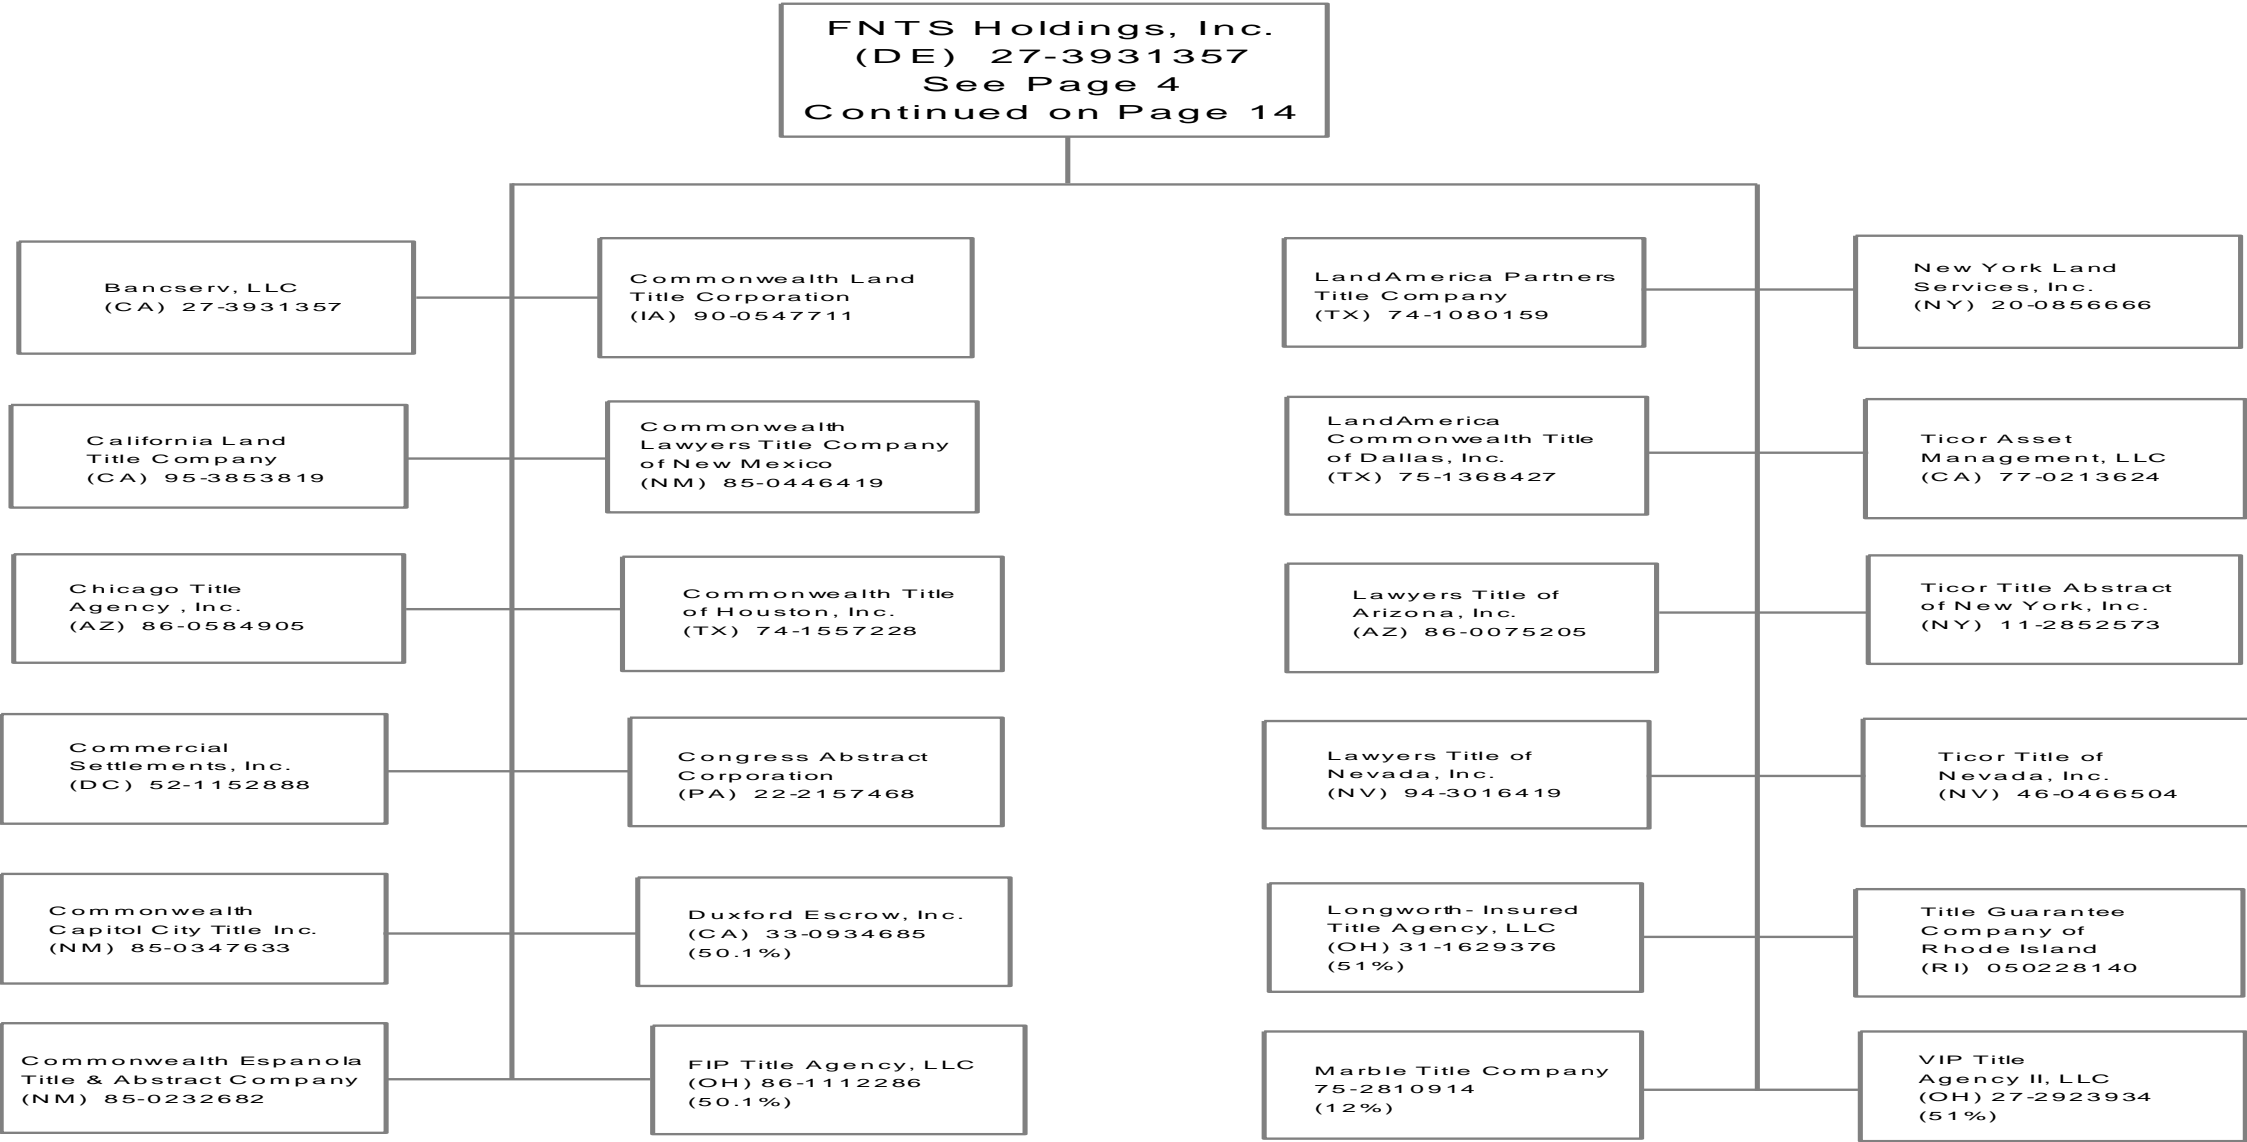 FNTS Holdings, Inc.
(DE) 27-3931357
See Page 4
Continued on Page 14
Bancserv, LLC
(CA) 27-3931357
Commonwealth Land
Title Corporation
(IA) 90-0547711
LandAmerica Partners
Title Company
(TX) 74-1080159
New York Land
Services, Inc.
(NY) 20-0856666
California Land
Title Company
(CA) 95-3853819
Commonwealth
Lawyers Title Company
of New Mexico
(NM) 85-0446419
LandAmerica
Commonwealth Title
of Dallas, Inc.
(TX) 75-1368427
Ticor Asset
Management, LLC
(CA) 77-0213624
Chicago Title
Agency , Inc.
(AZ) 86-0584905
Commonwealth Title
of Houston, Inc.
(TX) 74-1557228
Lawyers Title of
Arizona, Inc.
(AZ) 86-0075205
Ticor Title Abstract
of New York, Inc.
(NY) 11-2852573
Commercial
Settlements, Inc.
(DC) 52-1152888
Congress Abstract
Corporation
(PA) 22-2157468
Lawyers Title of
Nevada, Inc.
(NV) 94-3016419
Ticor Title of
Nevada, Inc.
(NV) 46-0466504
Commonwealth
Capitol City Title Inc.
(NM) 85-0347633
Duxford Escrow, Inc.
(CA) 33-0934685
(50.1%)
Longworth- Insured
Title Agency, LLC
(OH) 31-1629376
(51%)
Title Guarantee
Company of
Rhode Island
(RI) 050228140
Commonwealth Espanola
Title & Abstract Company
(NM) 85-0232682
FIP Title Agency, LLC
(OH) 86-1112286
(50.1%)
Marble Title Company
75-2810914
(12%)
VIP Title
Agency II, LLC
(OH) 27-2923934
(51%)